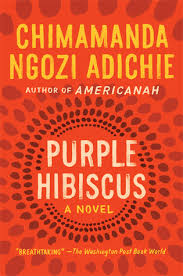 CHIMAMANDA
NGOZI ADICHIE
AUTHOR OF AMERICANAH
PURPLE
HIBISCUS
A NOVEL
"BREATHTAKING" —The Washington Post Book World